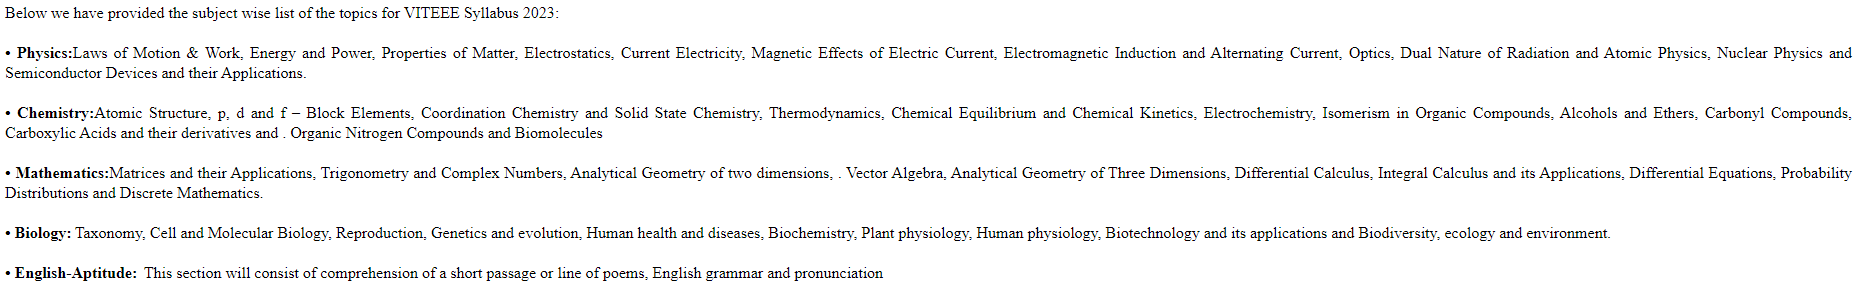 Below we have provided the subject wise list of the topics for VITEEE Syllabus 2023:
• Physics:Laws of Motion & Work, Energy and Power, Properties of Matter, Electrostatics, Current Electricity, Magnetic Effects of Electric Current, Electromagnetic Induction and Alternating Current, Optics, Dual Nature of Radiation and Atomic Physics, Nuclear Physics and
Semiconductor Devices and their Applications.
• Chemistry:Atomic Structure, p, d and f – Block Elements, Coordination Chemistry and Solid State Chemistry, Thermodynamics, Chemical Equilibrium and Chemical Kinetics, Electrochemistry, Isomerism in Organic Compounds, Alcohols and Ethers, Carbonyl Compounds,
Carboxylic Acids and their derivatives and . Organic Nitrogen Compounds and Biomolecules
• Mathematics:Matrices and their Applications, Trigonometry and Complex Numbers, Analytical Geometry of two dimensions, . Vector Algebra, Analytical Geometry of Three Dimensions, Differential Calculus, Integral Calculus and its Applications, Differential Equations, Probability
Distributions and Discrete Mathematics.
• Biology: Taxonomy, Cell and Molecular Biology, Reproduction, Genetics and evolution, Human health and diseases, Biochemistry, Plant physiology, Human physiology, Biotechnology and its applications and Biodiversity, ecology and environment.
• English-Aptitude: This section will consist of comprehension of a short passage or line of poems, English grammar and pronunciation